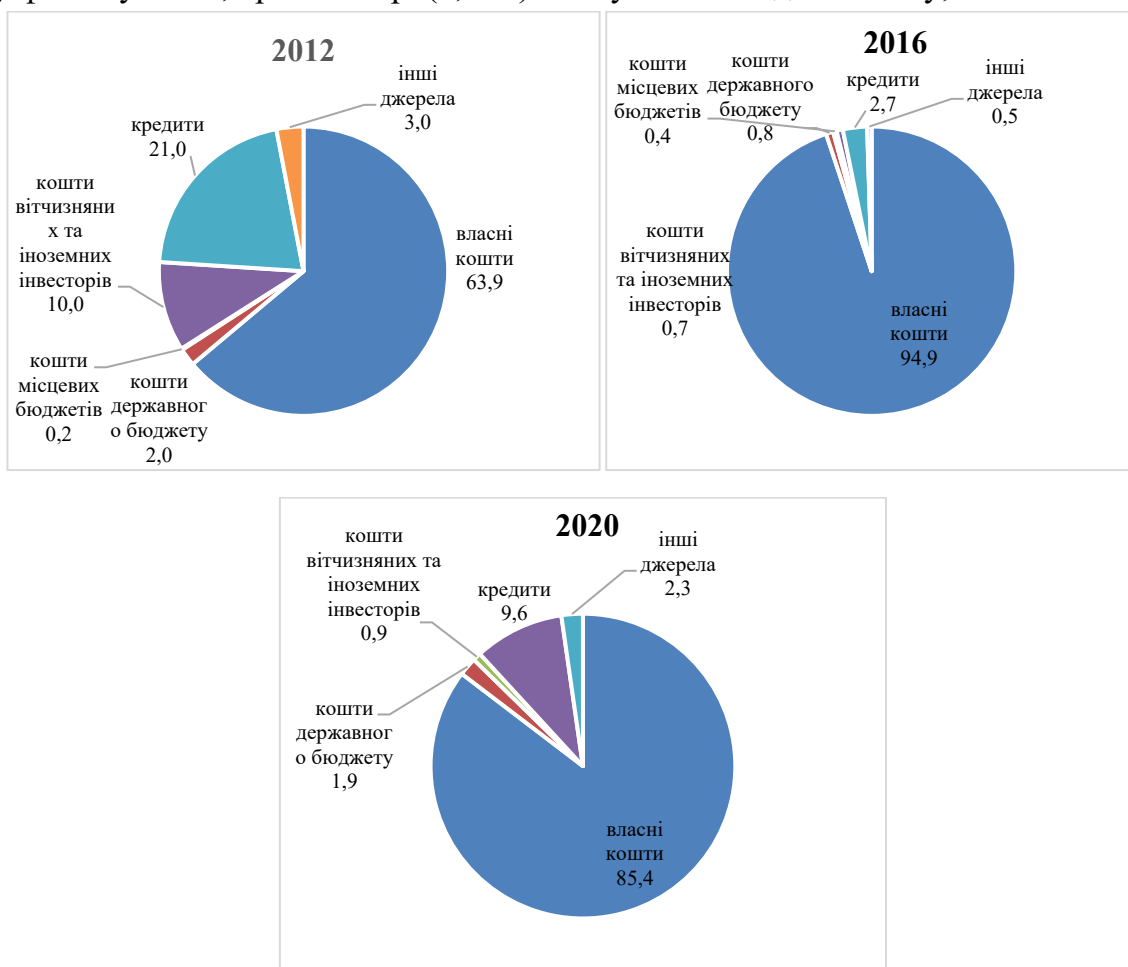 2012
інші
джерела
3,0
кредити
21,0
кошти
вітчизняни
х та
іноземних
інвесторів
10,0
власні
кошти
63,9
кошти
місцевих
бюджетів
0,2
кошти
державног
о бюджету
2,0
2016
кошти
місцевих
бюджетів
0,4
кошти
державного
бюджету
0,8
кредити
2,7
інші
джерела
0,5
кошти
вітчизняних
та іноземних
інвесторів
0,7
власні
кошти
94,9
2020
кошти
вітчизняних та
іноземних
інвесторів
0,9
кредити
9,6
інші
джерела
2,3
кошти
державног
о бюджету
1,9
власні
кошти
85,4